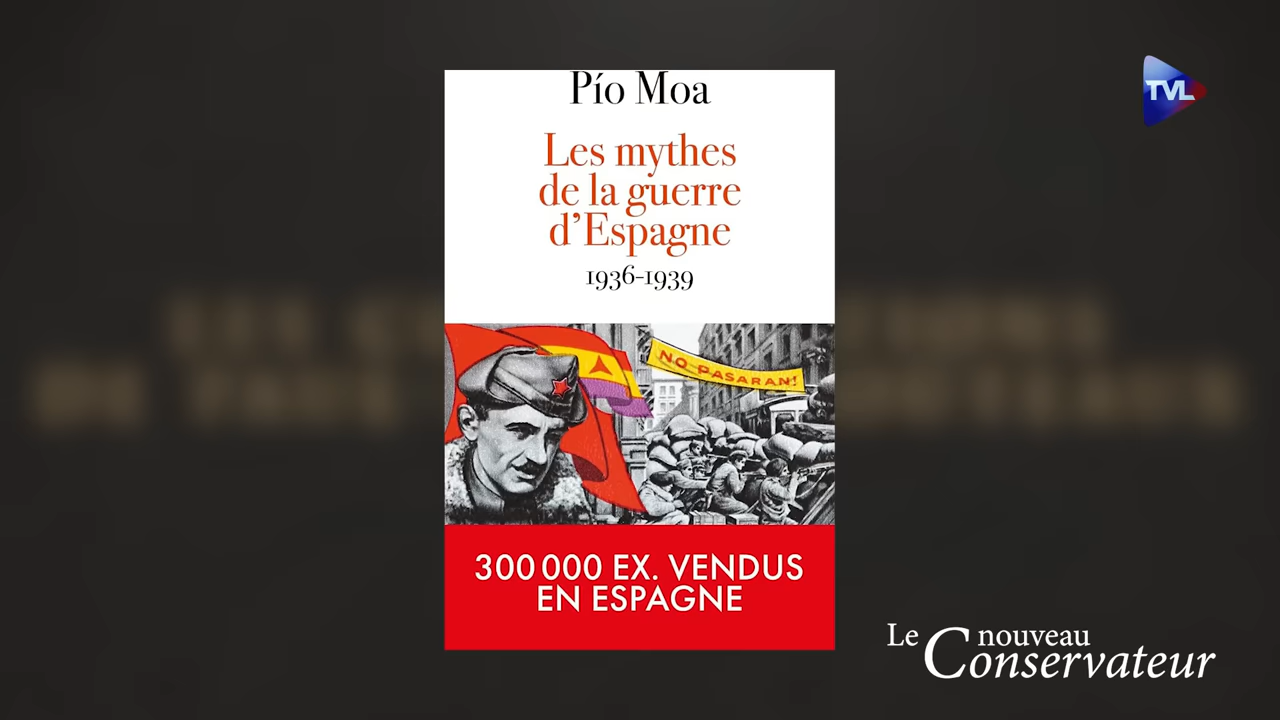 TVL
Pío Moa
Les mythes
de la guerre
d'Espagne
1936-1939
NO PASARAN!
300 000 EX. VENDUS
EN ESPAGNE
Le nouveau
Conservateur